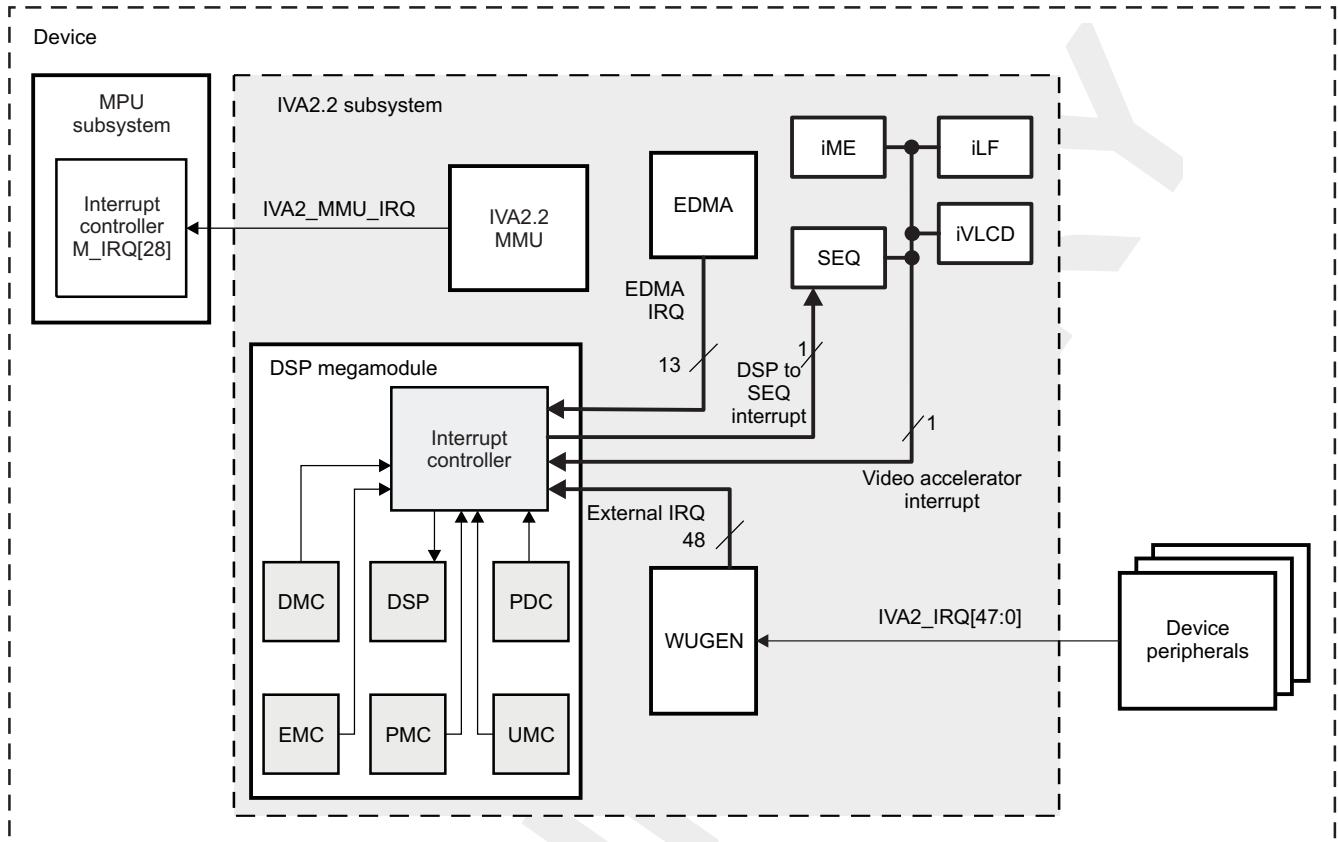 Device
MPU
subsystem
Interrupt
controller
M_IRQ[28]
IVA2.2 subsystem
IVA2_MMU_IRQ
IVA2.2
MMU
EDMA
iME
iLF
SEQ
iVLCD
EDMA
IRQ
13
1
DSP to
SEQ
interrupt
1
Video accelerator
interrupt
DSP megamodule
Interrupt
controller
External IRQ
48
DMC
DSP
PDC
EMC
PMC
UMC
WUGEN
IVA2_IRQ[47:0]
Device
peripherals